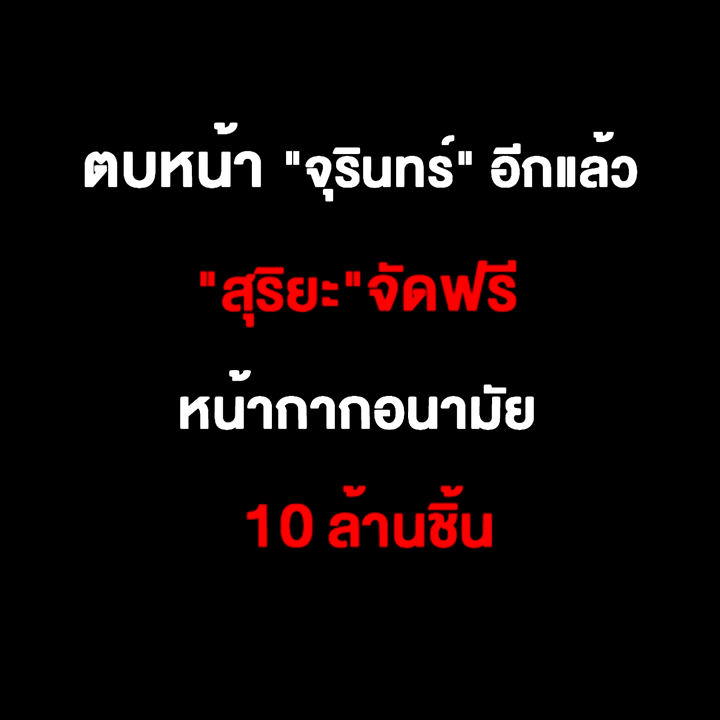 ตบหน้า "จุรินทร์" อีกแล้ว
"สุริยะ"จัดฟรี
หน้ากากอนามัย
10 ล้านชิ้น